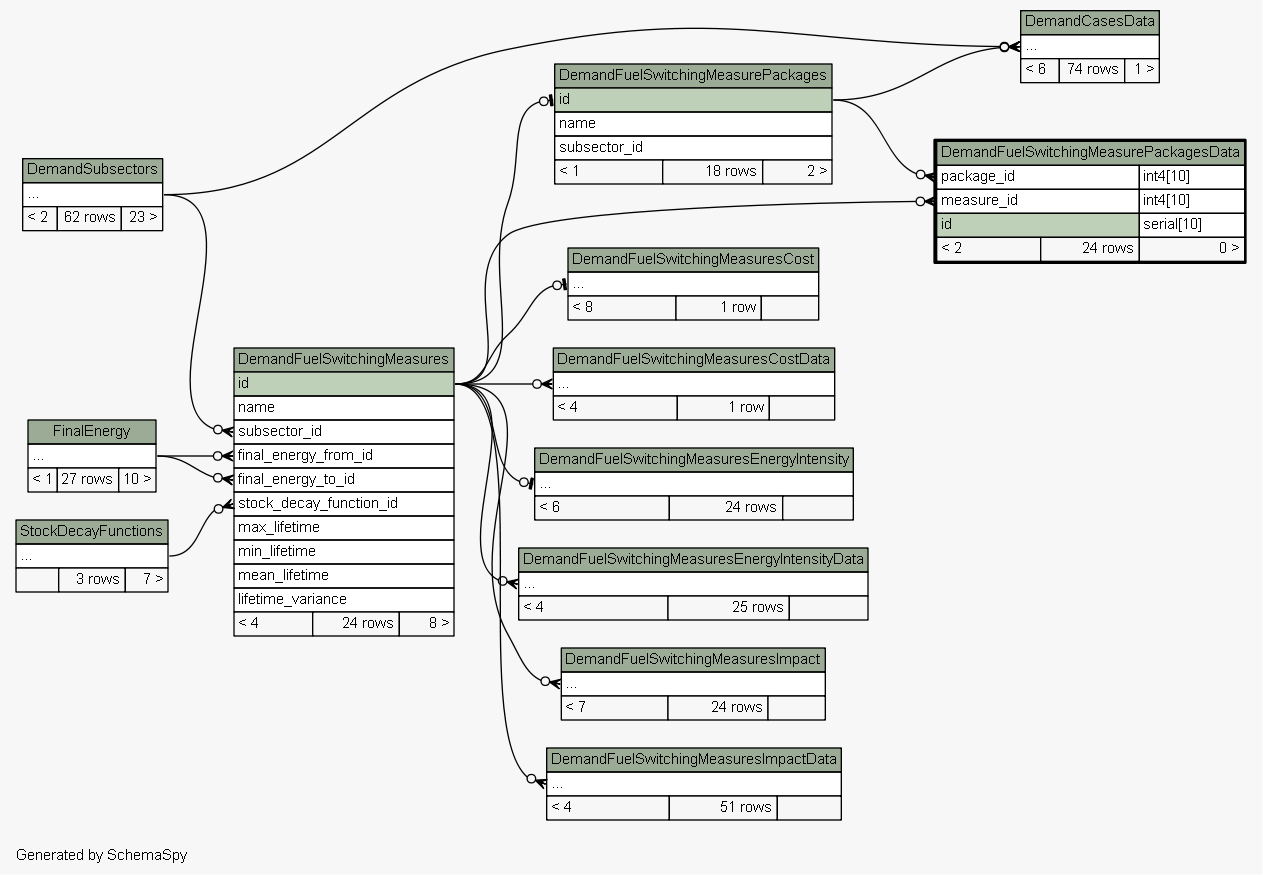 DemandCasesData
...
< 6 74 rows 1 >
DemandFuelSwitchingMeasurePackages
id
name
subsector_id
< 1 18 rows 2 >
DemandFuelSwitchingMeasurePackagesData
package_id int4[10]
measure_id int4[10]
id serial[10]
< 2 24 rows 0 >
DemandSubsectors
...
< 2 62 rows 23 >
DemandFuelSwitchingMeasuresCost
...
< 8 1 row
DemandFuelSwitchingMeasures
id
name
subsector_id
final_energy_from_id
final_energy_to_id
stock_decay_function_id
max_lifetime
min_lifetime
mean_lifetime
lifetime_variance
< 4 24 rows 8 >
DemandFuelSwitchingMeasuresCostData
...
< 4 1 row
FinalEnergy
...
< 1 27 rows 10 >
DemandFuelSwitchingMeasuresEnergyIntensity
...
< 6 24 rows
StockDecayFunctions
...
3 rows 7 >
DemandFuelSwitchingMeasuresEnergyIntensityData
...
< 4 25 rows
DemandFuelSwitchingMeasuresImpact
...
< 7 24 rows
DemandFuelSwitchingMeasuresImpactData
...
< 4 51 rows
Generated by SchemaSpy